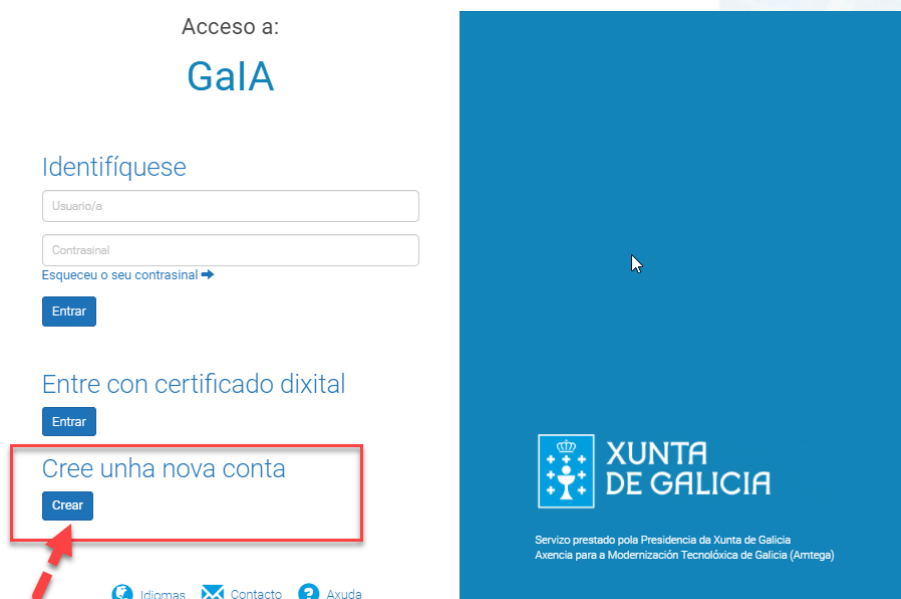 Acceso a:
GaIA
Identifíquese
Usuario/a
Contrasinal
Esqueceu o seu contrasinal
Entrar
Entre con certificado dixital
Entrar
Cree unha nova conta
Crear
Idiomas Contacto Axuda
XUNTA
DE GALICIA
Servizo prestado pola Presidencia da Xunta de Galicia
Axencia para a Modernización Tecnolóxica de Galicia (Amtega)